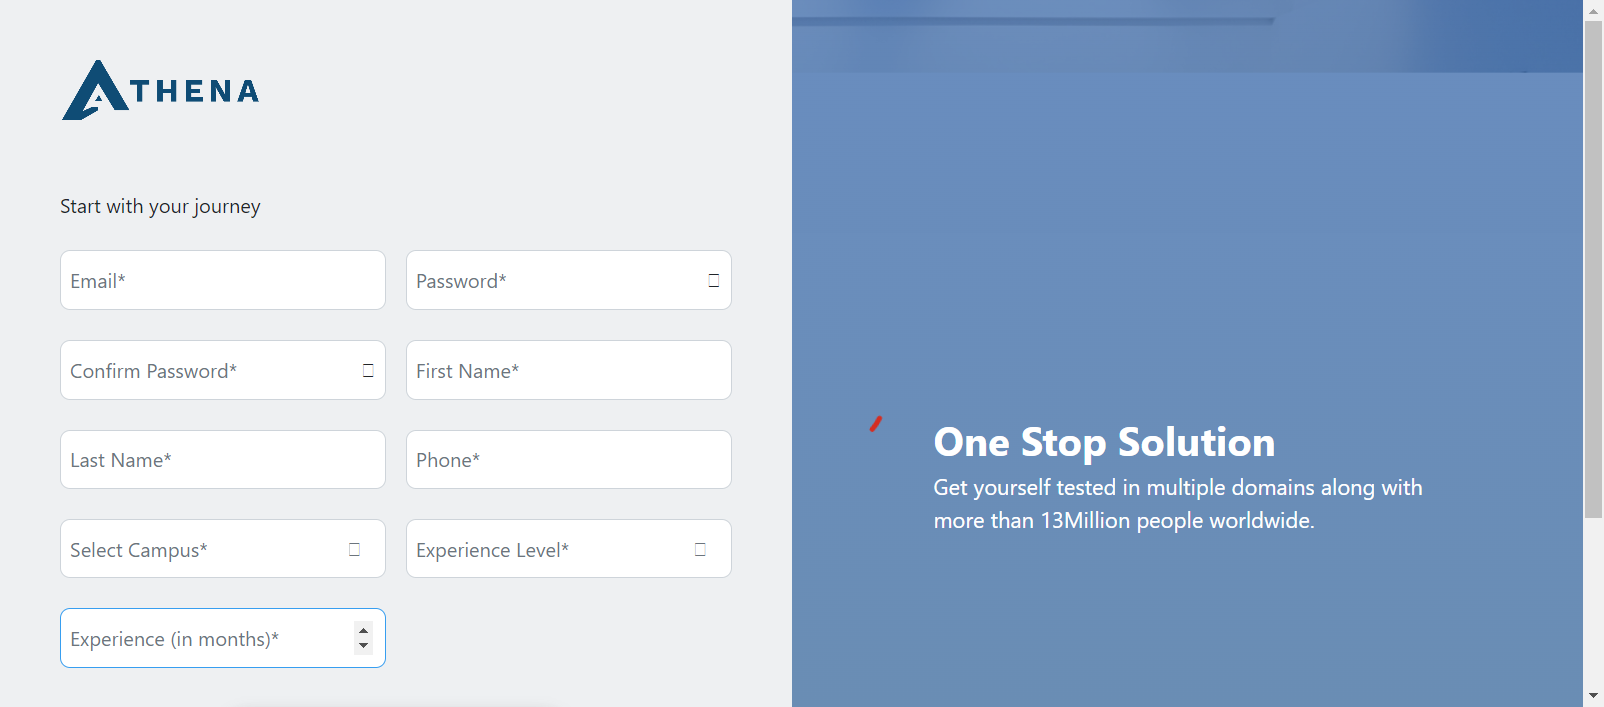 ATHENA
Start with your journey
Email*
Password*
Confirm Password*
First Name*
Last Name*
Phone*
Select Campus*
Experience Level*
Experience (in months)*
One Stop Solution
Get yourself tested in multiple domains along with
more than 13Million people worldwide.